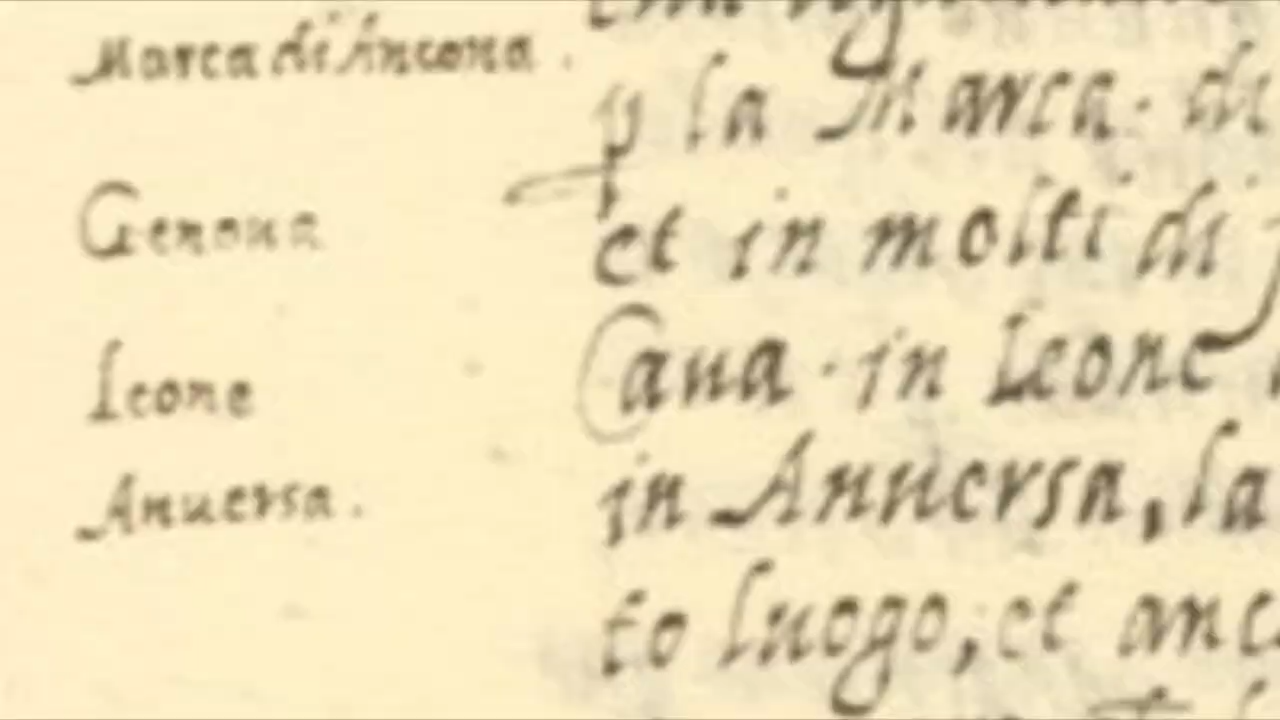 Marca di Ancona.
Genoua
Leone
Anuersa.
p la Marca. di
et in molti di
Caua. in Leone
in Anuersa, la
to luogo, et anc